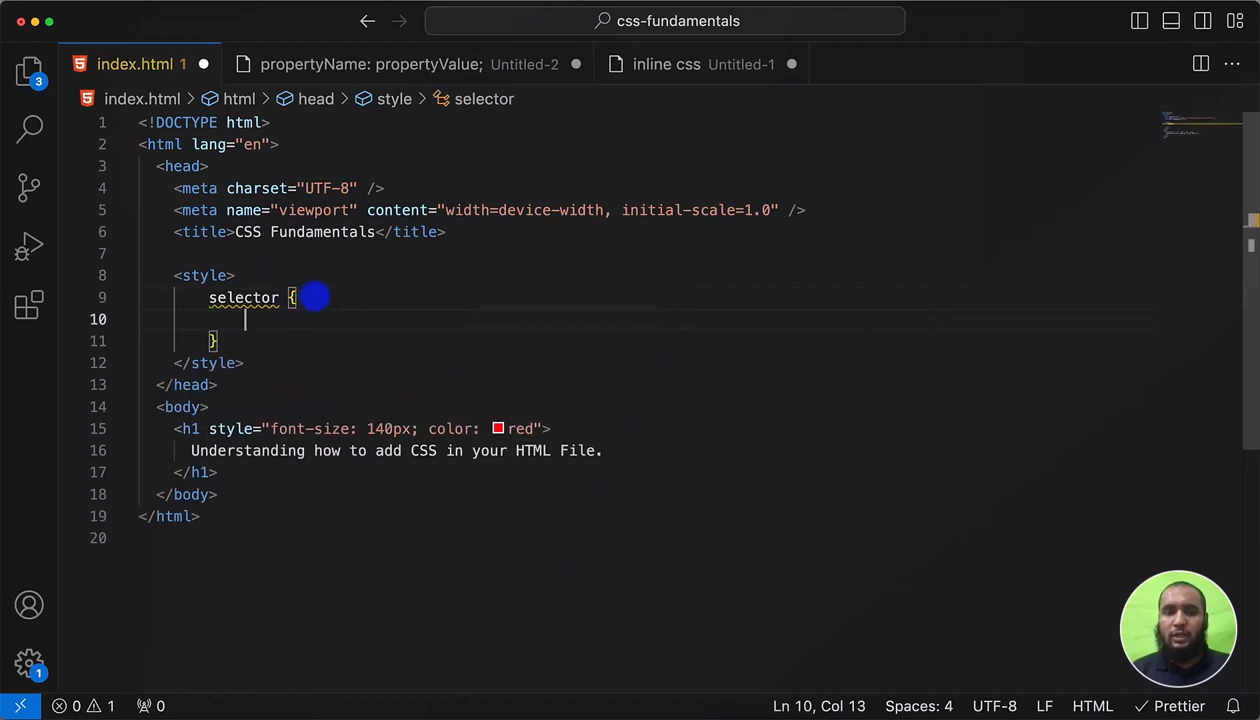 css-fundamentals
index.html 1 propertyName: propertyValue; Untitled-2 inline css Untitled-1
3
index.html > html > head > style > selector
1 <!DOCTYPE html>
2 <html lang="en">
3 <head>
4 <meta charset="UTF-8" />
5 <meta name="viewport" content="width=device-width, initial-scale=1.0" />
6 <title>CSS Fundamentals</title>
7
8 <style>
9 selector {
10
11 }
12 </style>
13 </head>
14 <body>
15 <h1 style="font-size: 140px; color: red">
16 Understanding how to add CSS in your HTML File.
17 </h1>
18 </body>
19 </html>
20
1
0 1 0 Ln 10, Col 13 Spaces: 4 UTF-8 LF HTML Prettier